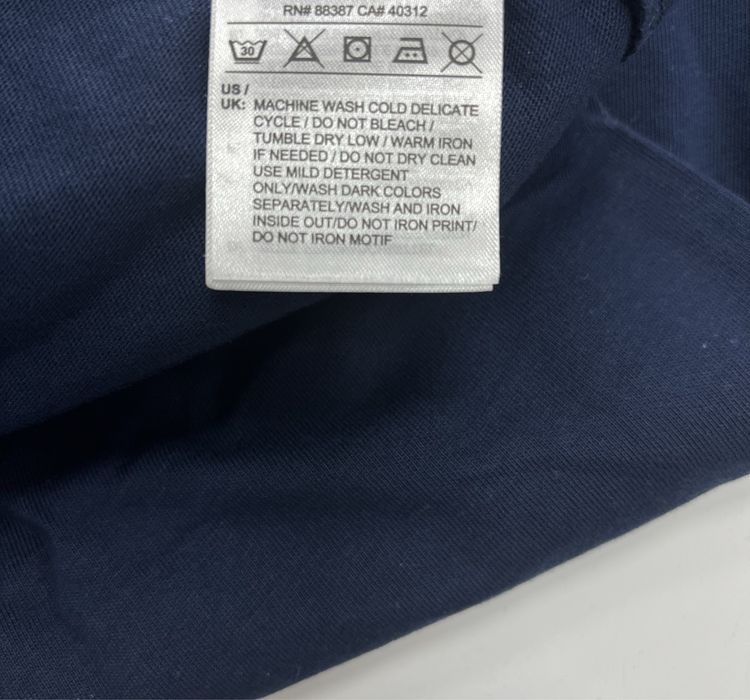 RN# 88387 CA# 40312
30
US /
UK: MACHINE WASH COLD DELICATE
CYCLE / DO NOT BLEACH /
TUMBLE DRY LOW / WARM IRON
IF NEEDED / DO NOT DRY CLEAN
USE MILD DETERGENT
ONLY/WASH DARK COLORS
SEPARATELY/WASH AND IRON
INSIDE OUT/DO NOT IRON PRINT/
DO NOT IRON MOTIF